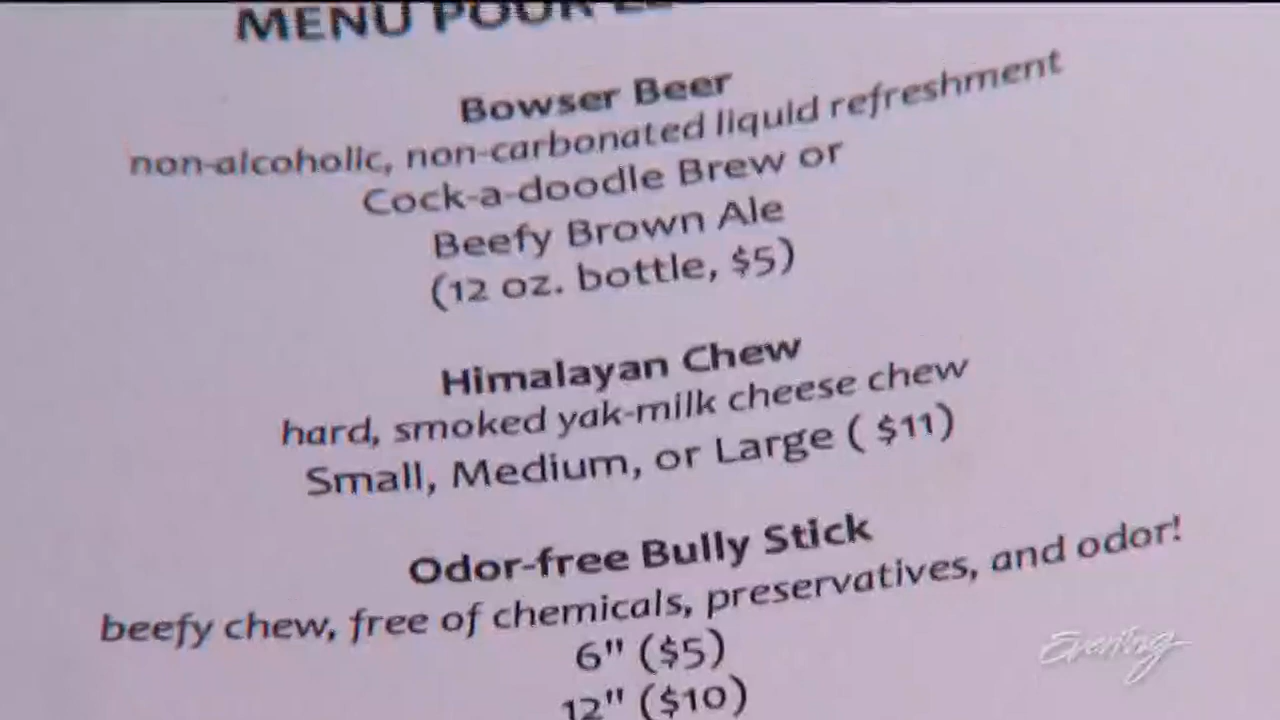 MENU POUR
Bowser Beer
non-alcoholic, non-carbonated liquid refreshment
Cock-a-doodle Brew or
Beefy Brown Ale
(12 oz. bottle, $5)
Himalayan Chew
hard, smoked yak-milk cheese chew
Small, Medium, or Large ( $11)
Odor-free Bully Stick
beefy chew, free of chemicals, preservatives, and odor!
6" ($5)
12" ($10)
Evening